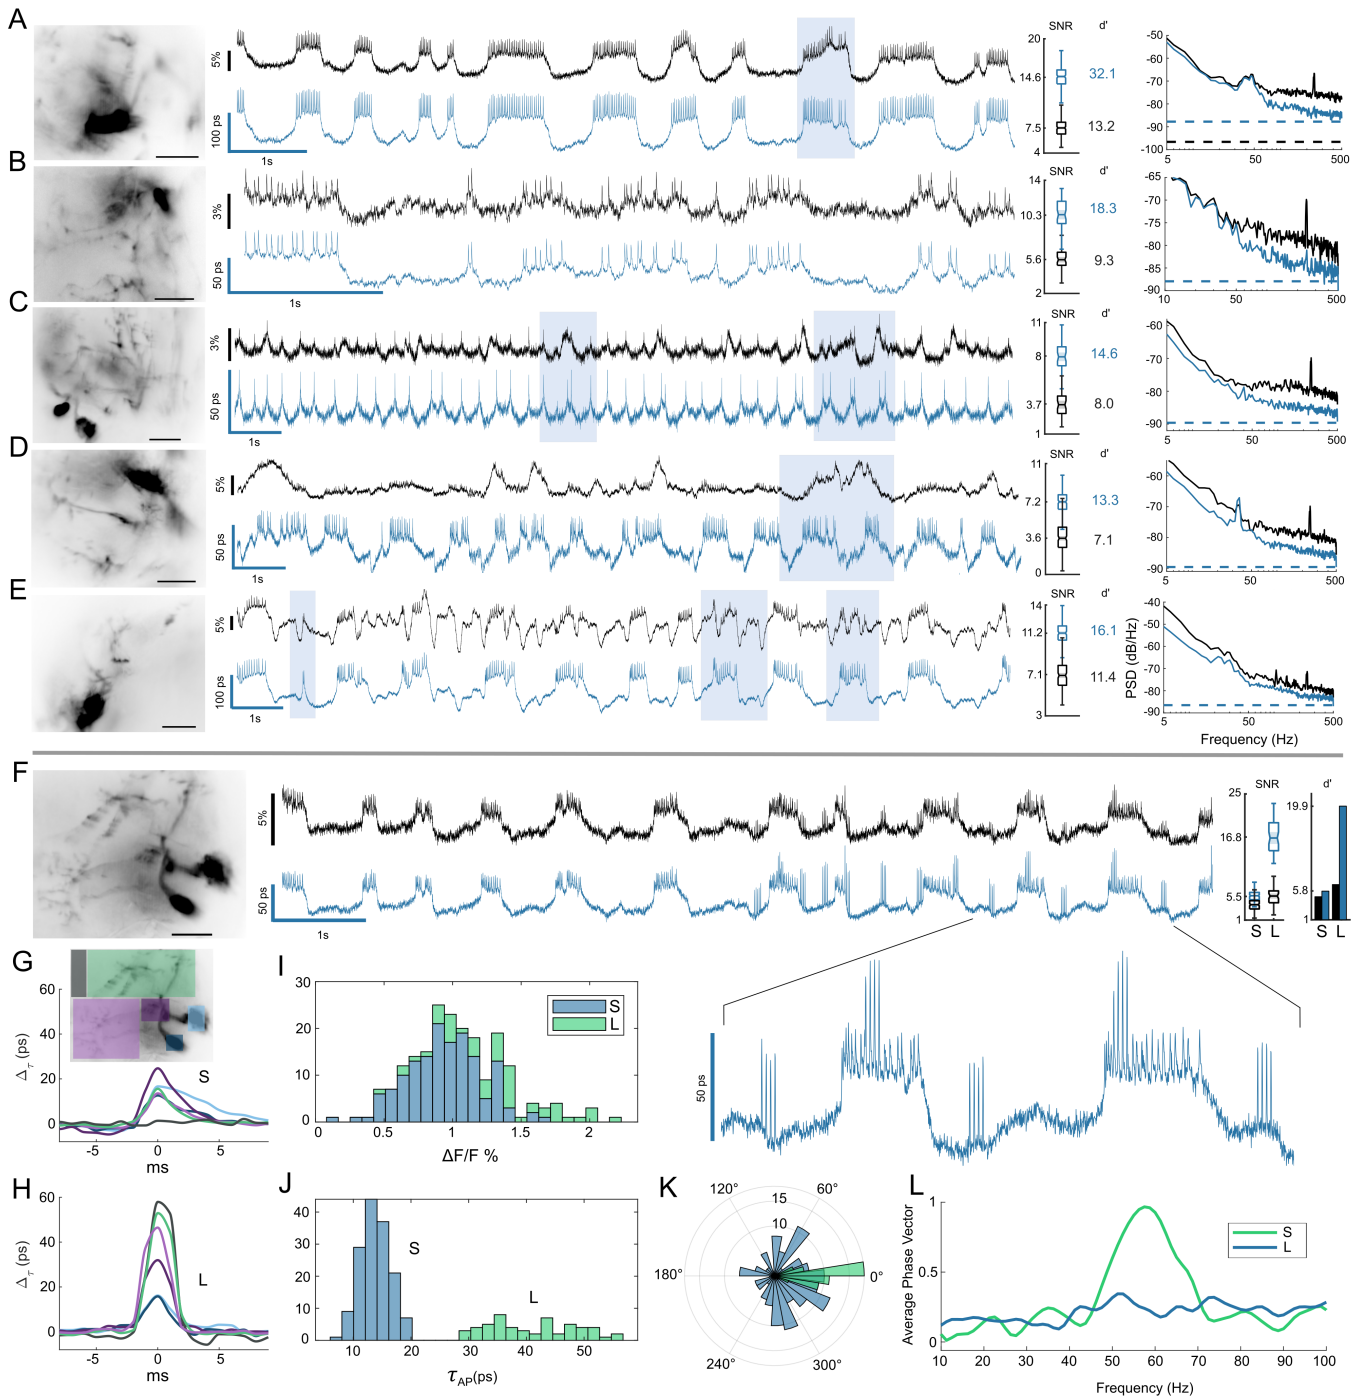 A
5%
100 ps
1s
SNR
d'
20
14.6
7.5
4
32.1
13.2
-50
-60
-70
-80
-90
-100
5
50
500
B
3%
50 ps
1s
SNR
d'
14
10.3
5.6
2
18.3
9.3
-65
-70
-75
-80
-85
-90
10
50
500
C
3%
50 ps
1s
SNR
d'
11
8
3.7
1
14.6
8.0
-60
-70
-80
-90
5
50
500
D
5%
50 ps
1s
SNR
d'
11
7.2
3.6
0
13.3
7.1
-60
-70
-80
-90
5
50
500
E
5%
100 ps
1s
SNR
d'
14
11.2
7.1
3
16.1
11.4
PSD (dB/Hz)
-40
-50
-60
-70
-80
-90
5
50
500
Frequency (Hz)
F
5%
50 ps
1s
SNR
d'
25
16.8
5.5
1
S L
19.9
5.8
1
S L
50 ps
G
Δτ (ps)
60
40
20
0
S
-5 0 5
ms
H
Δτ (ps)
60
40
20
0
L
-5 0 5
ms
I
30
20
10
0
S
L
0 0.5 1 1.5 2
ΔF/F %
J
40
30
20
10
0
S
L
10 20 30 40 50
τAP(ps)
K
120° 60°
15
10
180° 0°
240° 300°
L
Average Phase Vector
1
0.5
0
S
L
10 20 30 40 50 60 70 80 90 100
Frequency (Hz)